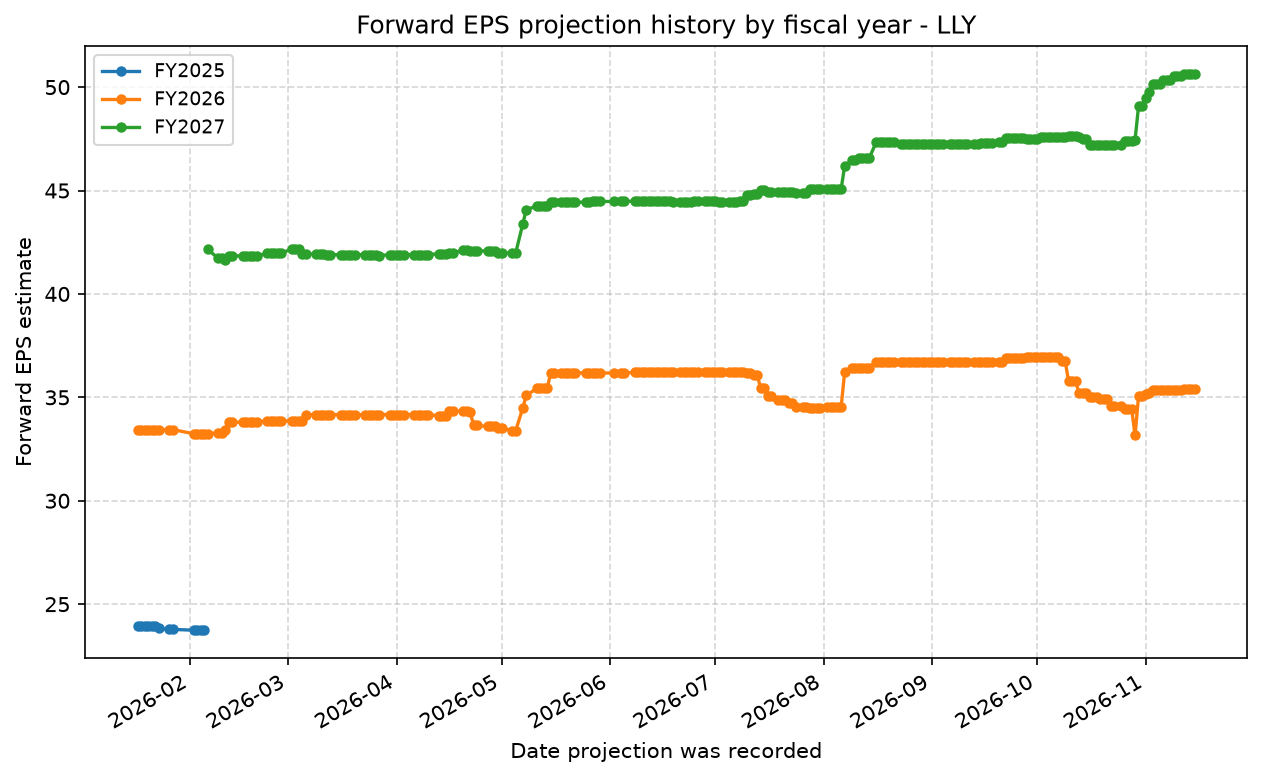 Forward EPS projection history by fiscal year - LLY
FY2025
FY2026
FY2027
Forward EPS estimate
50
45
40
35
30
25
2026-02
2026-03
2026-04
2026-05
2026-06
2026-07
2026-08
2026-09
2026-10
2026-11
Date projection was recorded